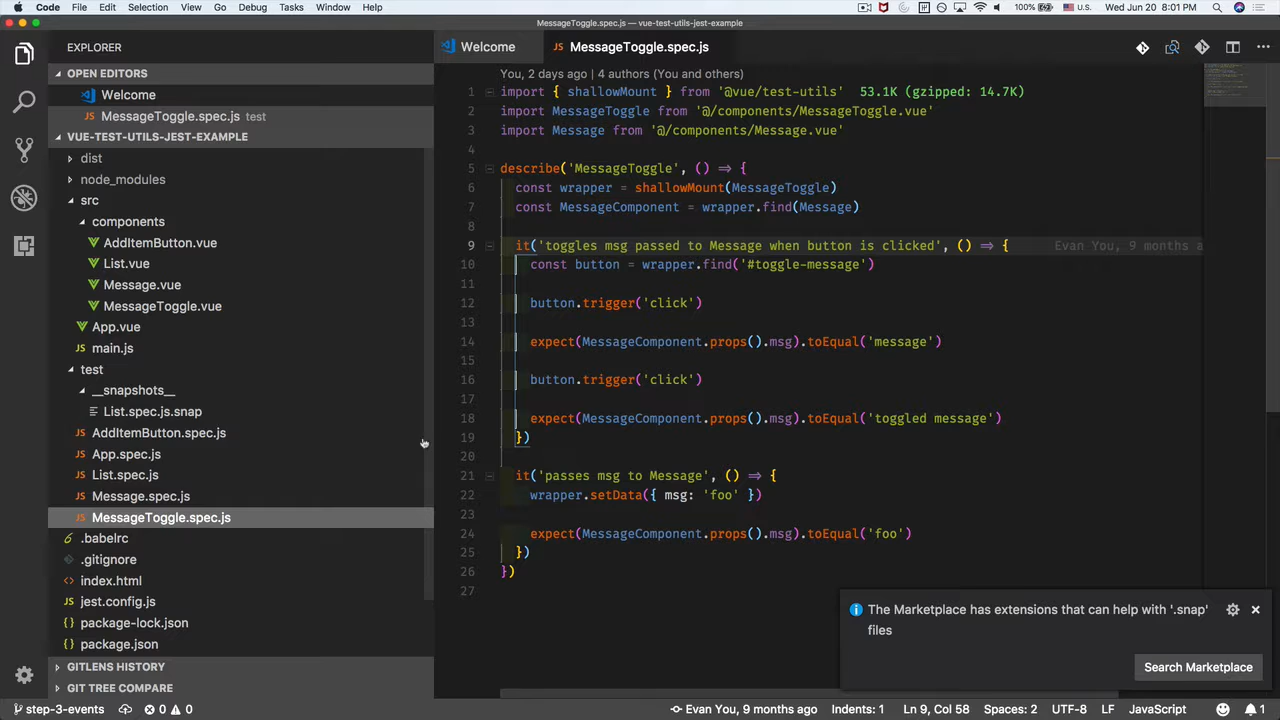 Code File Edit Selection View Go Debug Tasks Window Help 100% U.S. Wed Jun 20 8:01 PM
MessageToggle.spec.js — vue-test-utils-jest-example
EXPLORER
OPEN EDITORS
Welcome
MessageToggle.spec.js test
VUE-TEST-UTILS-JEST-EXAMPLE
dist
node_modules
src
components
AddItemButton.vue
List.vue
Message.vue
MessageToggle.vue
App.vue
JS main.js
test
__snapshots__
List.spec.js.snap
JS AddItemButton.spec.js
JS App.spec.js
JS List.spec.js
JS Message.spec.js
JS MessageToggle.spec.js
.babelrc
.gitignore
<> index.html
JS jest.config.js
{} package-lock.json
{} package.json
GITLENS HISTORY
GIT TREE COMPARE
Welcome JS MessageToggle.spec.js
You, 2 days ago | 4 authors (You and others)
1 import { shallowMount } from '@vue/test-utils' 53.1K (gzipped: 14.7K)
2 import MessageToggle from '@/components/MessageToggle.vue'
3 import Message from '@/components/Message.vue'
4
5 describe('MessageToggle', () => {
6 const wrapper = shallowMount(MessageToggle)
7 const MessageComponent = wrapper.find(Message)
8
9 it('toggles msg passed to Message when button is clicked', () => { Evan You, 9 months a
10 const button = wrapper.find('#toggle-message')
11
12 button.trigger('click')
13
14 expect(MessageComponent.props().msg).toEqual('message')
15
16 button.trigger('click')
17
18 expect(MessageComponent.props().msg).toEqual('toggled message')
19 })
20
21 it('passes msg to Message', () => {
22 wrapper.setData({ msg: 'foo' })
23
24 expect(MessageComponent.props().msg).toEqual('foo')
25 })
26 })
27
The Marketplace has extensions that can help with '.snap'
files
Search Marketplace
step-3-events 0 0 Evan You, 9 months ago Indents: 1 Ln 9, Col 58 Spaces: 2 UTF-8 LF JavaScript 1